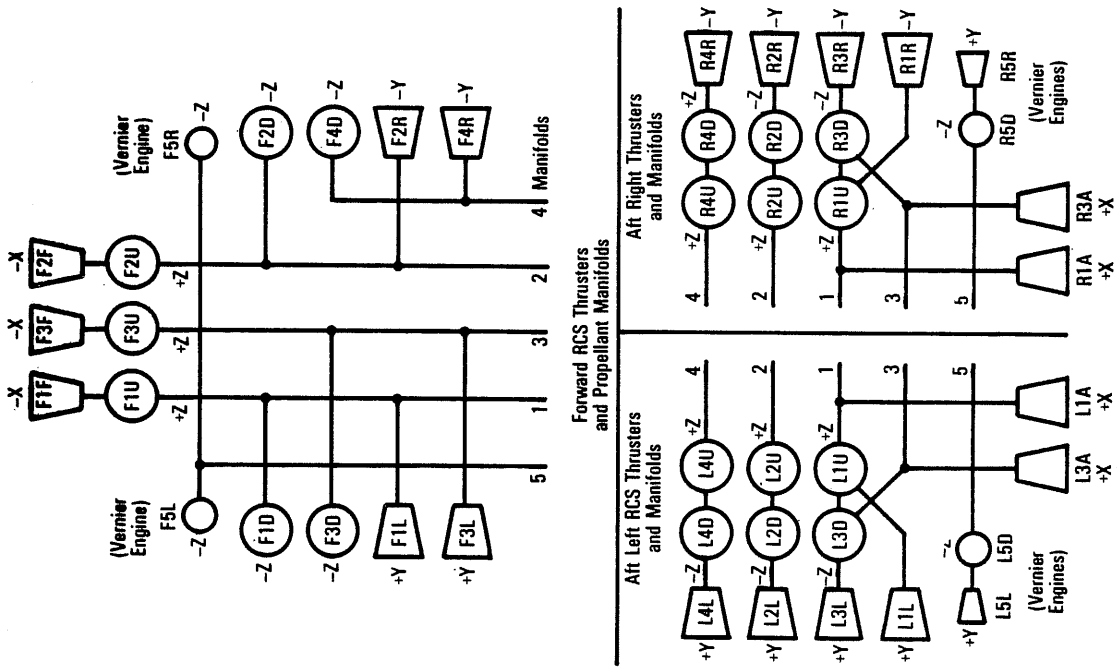 (Vernier
Engine)
F5L
–Z
F1D
–Z
F3D
–Z
F1L
+Y
F3L
+Y
–X
F1F
F1U
+Z
–X
F3F
F3U
+Z
–X
F2F
F2U
+Z
(Vernier
Engine)
F5R
–Z
F2D
–Z
F4D
–Z
F2R
–Y
F4R
–Y
5
1
3
2
4 Manifolds
Forward RCS Thrusters
and Propellant Manifolds
Aft Left RCS Thrusters
and Manifolds
+Y
L4L
–Z
L4D
L4U
+Z
4
+Y
L2L
–Z
L2D
L2U
+Z
2
+Y
L3L
–Z
L3D
L1U
+Z
1
+Y
L1L
3
+Y
L5L
–Z
L5D
5
(Vernier
Engines)
L3A
+X
L1A
+X
Aft Right Thrusters
and Manifolds
4
+Z
R4U
R4D
+Z
R4R
–Y
2
+Z
R2U
R2D
–Z
R2R
–Y
1
+Z
R1U
R3D
–Z
R3R
–Y
3
R1R
–Y
5
–Z
R5D
+Y
R5R
(Vernier
Engines)
R1A
+X
R3A
+X